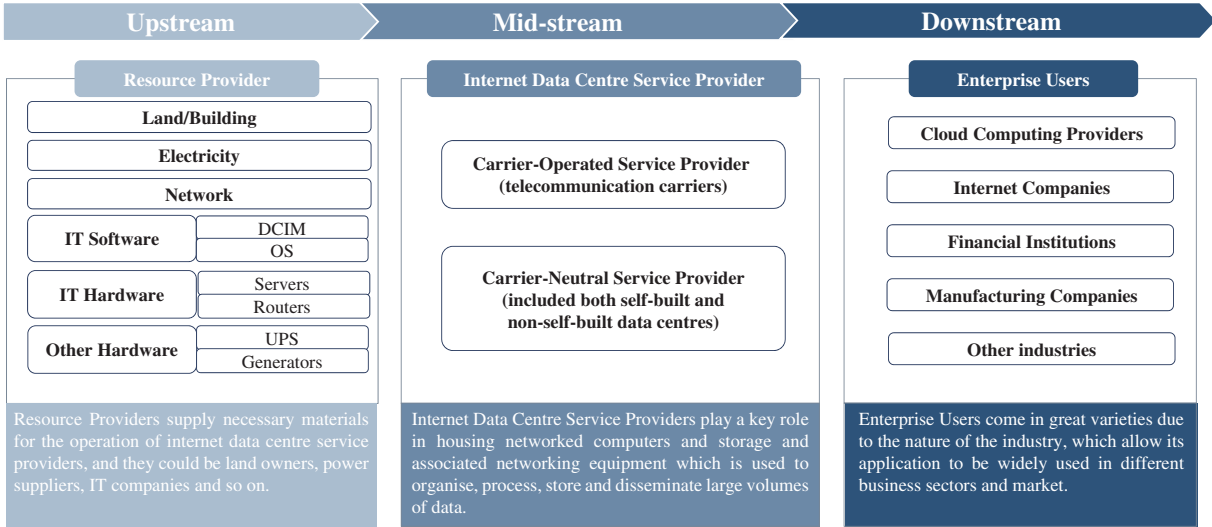 Upstream
Mid-stream
Downstream
Resource Provider
Land/Building
Electricity
Network
IT Software
DCIM
OS
IT Hardware
Servers
Routers
Other Hardware
UPS
Generators
Resource Providers supply necessary materials
for the operation of internet data centre service
providers, and they could be land owners, power
suppliers, IT companies and so on.
Internet Data Centre Service Provider
Carrier-Operated Service Provider
(telecommunication carriers)
Carrier-Neutral Service Provider
(included both self-built and
non-self-built data centres)
Internet Data Centre Service Providers play a key role
in housing networked computers and storage and
associated networking equipment which is used to
organise, process, store and disseminate large volumes
of data.
Enterprise Users
Cloud Computing Providers
Internet Companies
Financial Institutions
Manufacturing Companies
Other industries
Enterprise Users come in great varieties due
to the nature of the industry, which allow its
application to be widely used in different
business sectors and market.